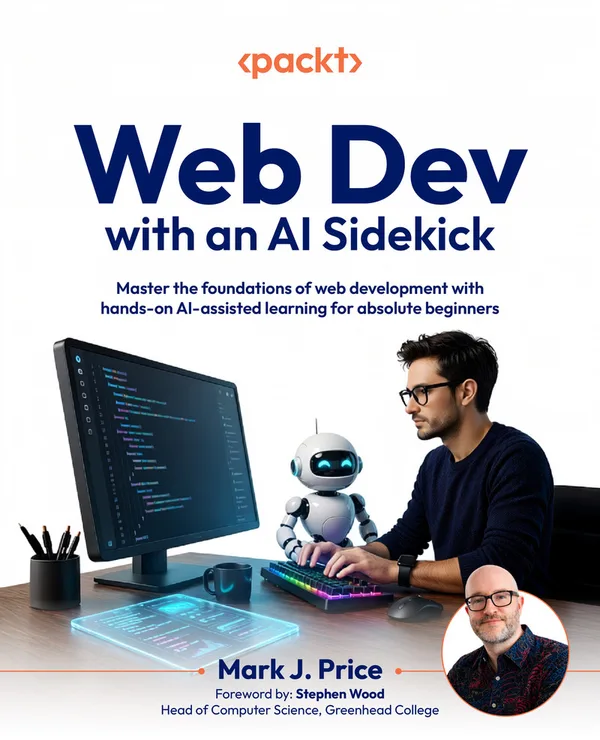 <packt>
Web Dev
with an AI Sidekick
Master the foundations of web development with
hands-on AI-assisted learning for absolute beginners
Mark J. Price
Foreword by: Stephen Wood
Head of Computer Science, Greenhead College